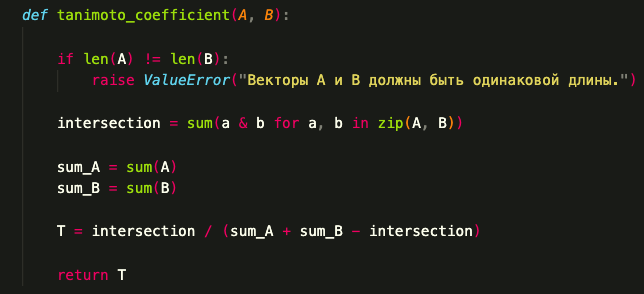 def tanimoto_coefficient(A, B):
if len(A) != len(B):
raise ValueError("Векторы A и B должны быть одинаковой длины.")
intersection = sum(a & b for a, b in zip(A, B))
sum_A = sum(A)
sum_B = sum(B)
T = intersection / (sum_A + sum_B - intersection)
return T